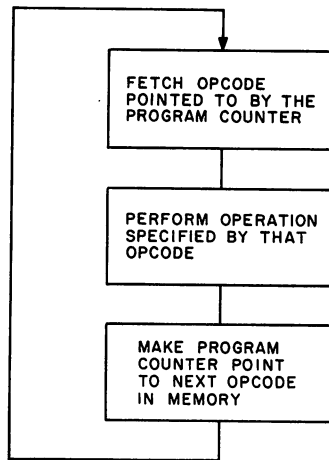 FETCH OPCODE
POINTED TO BY THE
PROGRAM COUNTER
PERFORM OPERATION
SPECIFIED BY THAT
OPCODE
MAKE PROGRAM
COUNTER POINT
TO NEXT OPCODE
IN MEMORY